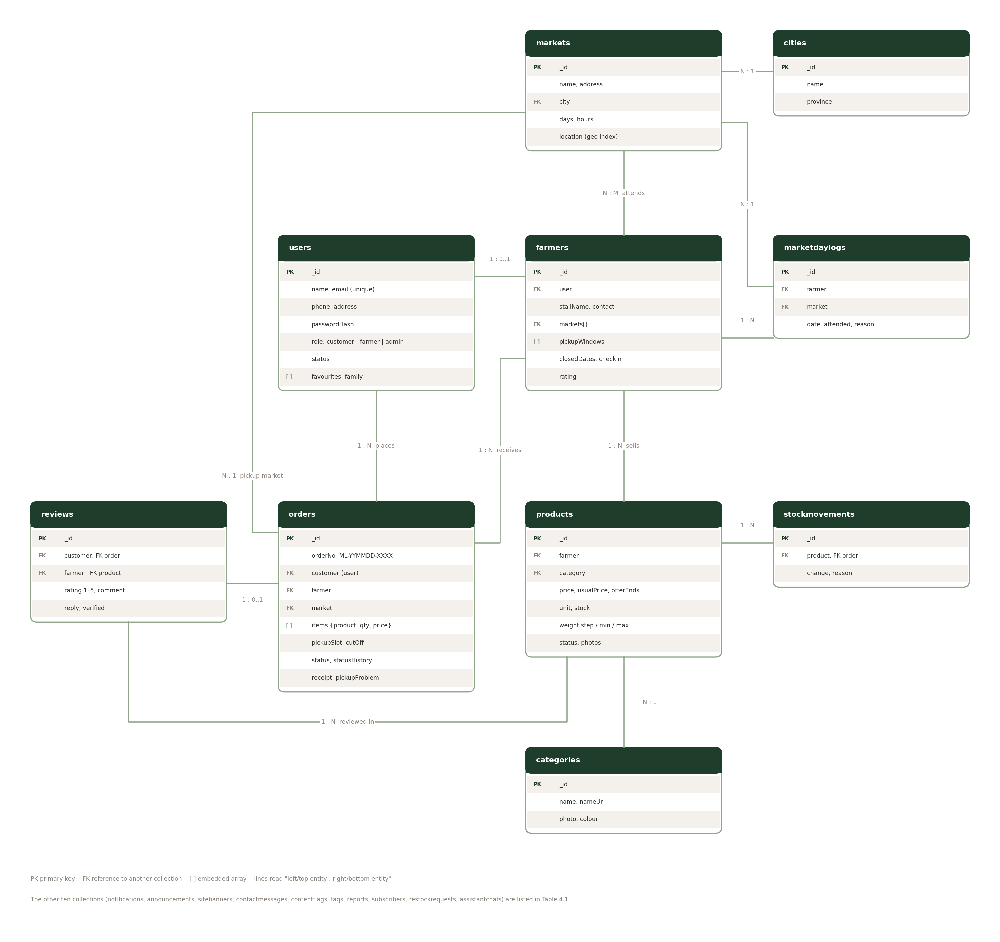 markets
PK _id
name, address
FK city
days, hours
location (geo index)
N : 1
cities
PK _id
name
province
N : M attends
N : 1
users
PK _id
name, email (unique)
phone, address
passwordHash
role: customer | farmer | admin
status
[ ] favourites, family
1 : 0..1
farmers
PK _id
FK user
stallName, contact
FK markets[]
[ ] pickupWindows
closedDates, checkIn
rating
1 : N
marketdaylogs
PK _id
FK farmer
FK market
date, attended, reason
1 : N places
1 : N receives
1 : N sells
N : 1 pickup market
reviews
PK _id
FK customer, FK order
FK farmer | FK product
rating 1–5, comment
reply, verified
1 : 0..1
orders
PK _id
orderNo ML-YYMMDD-XXXX
FK customer (user)
FK farmer
FK market
[ ] items {product, qty, price}
pickupSlot, cutOff
status, statusHistory
receipt, pickupProblem
products
PK _id
FK farmer
FK category
price, usualPrice, offerEnds
unit, stock
weight step / min / max
status, photos
1 : N
stockmovements
PK _id
FK product, FK order
change, reason
N : 1
1 : N reviewed in
categories
PK _id
name, nameUr
photo, colour
PK primary key FK reference to another collection [ ] embedded array lines read "left/top entity : right/bottom entity".
The other ten collections (notifications, announcements, sitebanners, contactmessages, contentflags, faqs, reports, subscribers, restockrequests, assistantchats) are listed in Table 4.1.